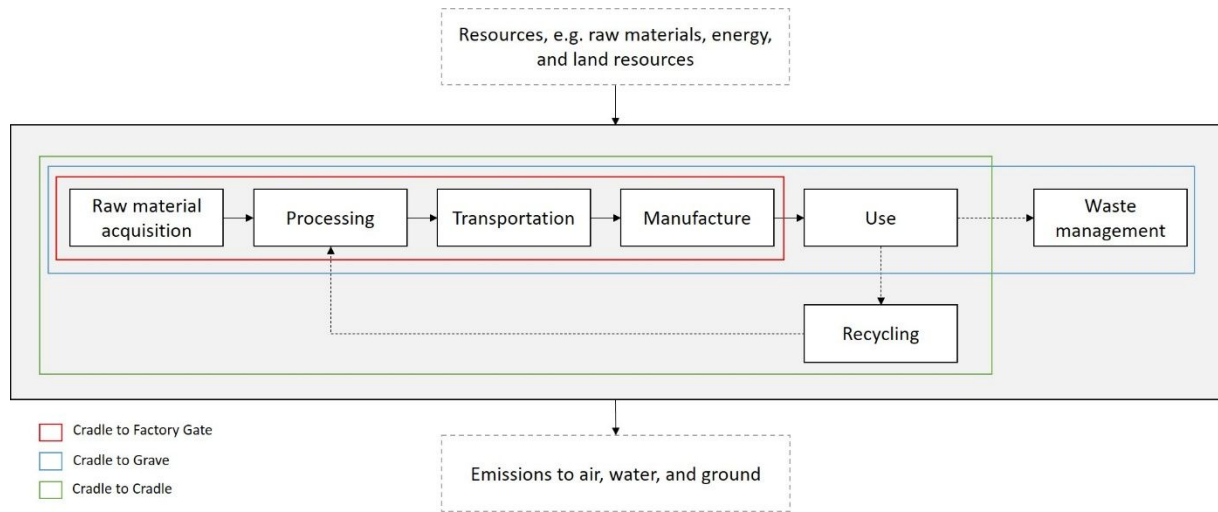 Resources, e.g. raw materials, energy,
and land resources
Raw material
acquisition
Processing
Transportation
Manufacture
Use
Waste
management
Recycling
Cradle to Factory Gate
Cradle to Grave
Cradle to Cradle
Emissions to air, water, and ground